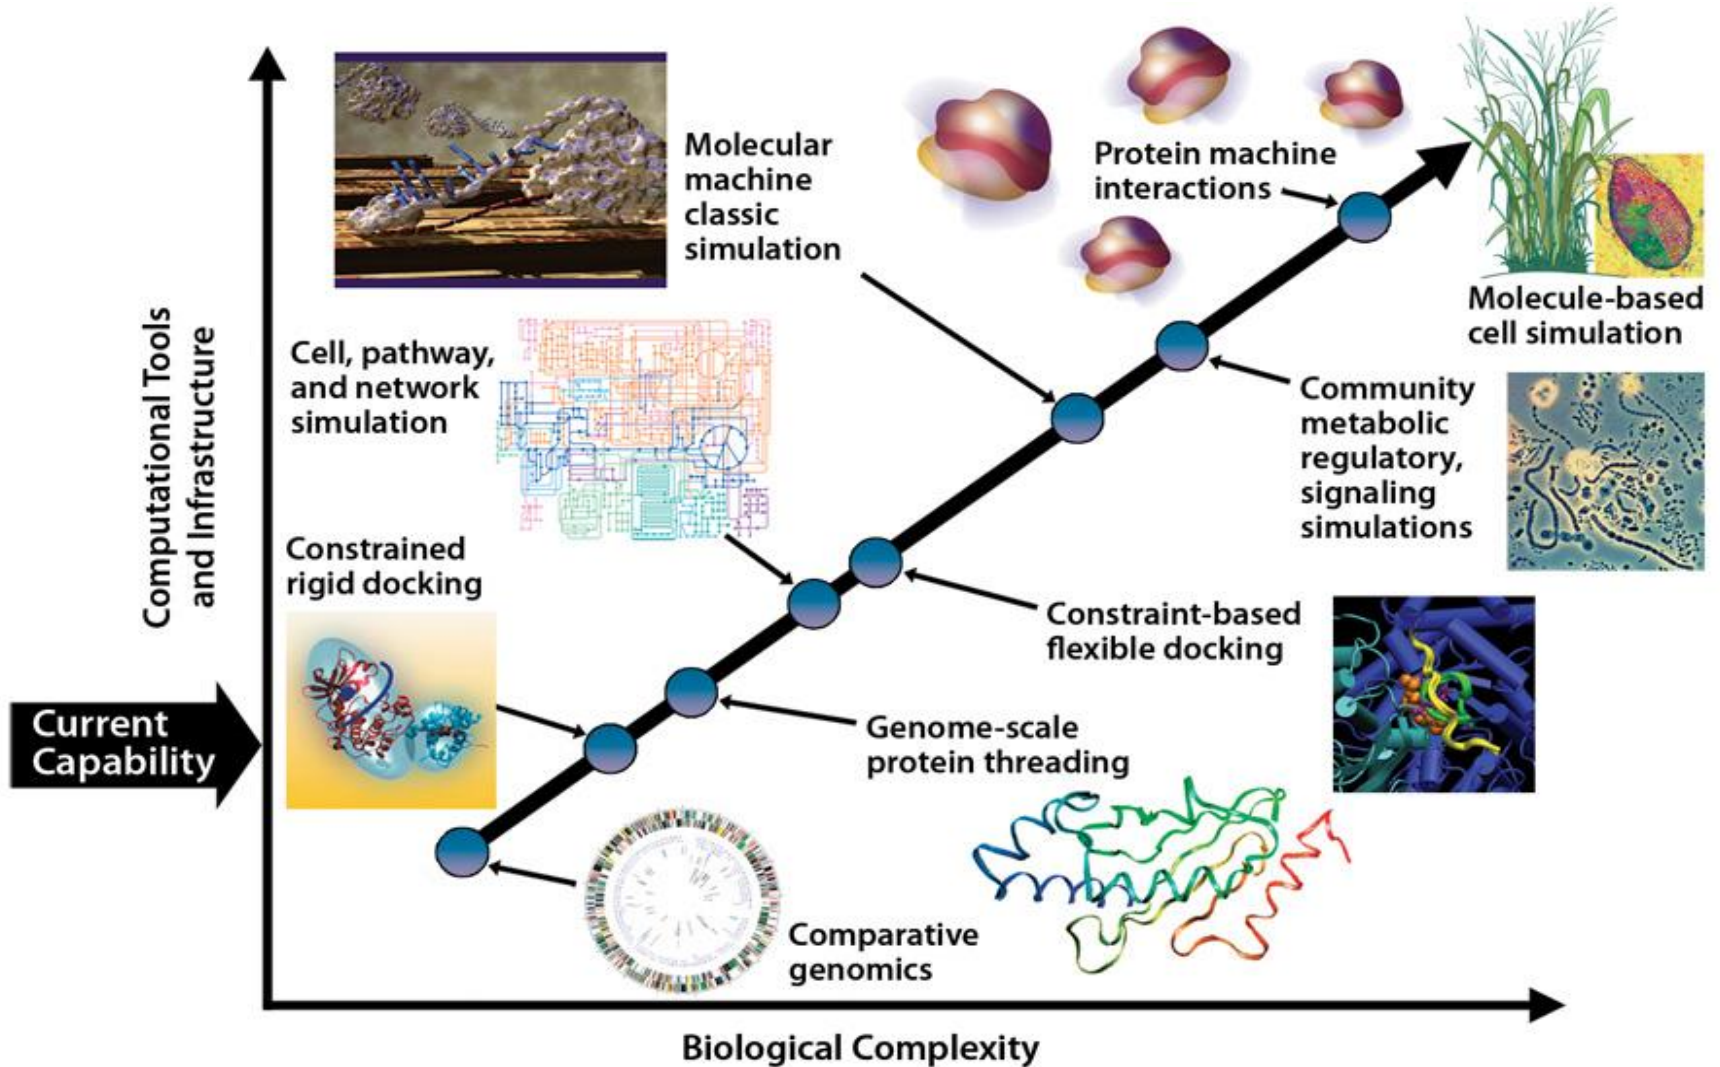 Molecular
machine
classic
simulation
Protein machine
interactions
Molecule-based
cell simulation
Cell, pathway,
and network
simulation
Community
metabolic
regulatory,
signaling
simulations
Computational Tools
and Infrastructure
Constrained
rigid docking
Constraint-based
flexible docking
Current
Capability
Genome-scale
protein threading
Comparative
genomics
Biological Complexity